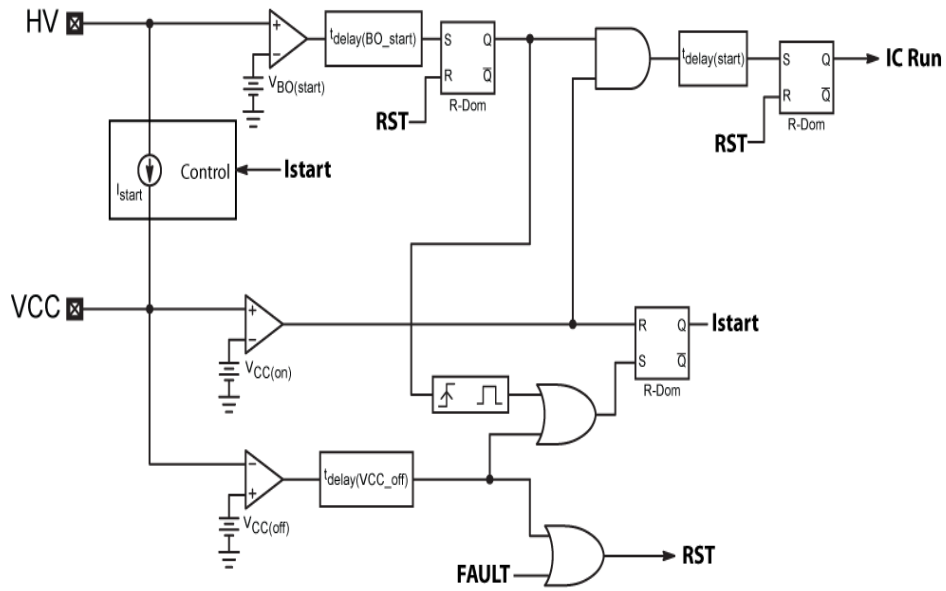 HV
+
−
VBO(start)
tdelay(BO_start)
S Q
R Q̅
R-Dom
RST
tdelay(start)
S Q
R Q̅
R-Dom
RST
IC Run
Istart
Control
Istart
VCC
+
−
VCC(on)
R Q
S Q̅
R-Dom
Istart
−
+
VCC(off)
tdelay(VCC_off)
FAULT
RST